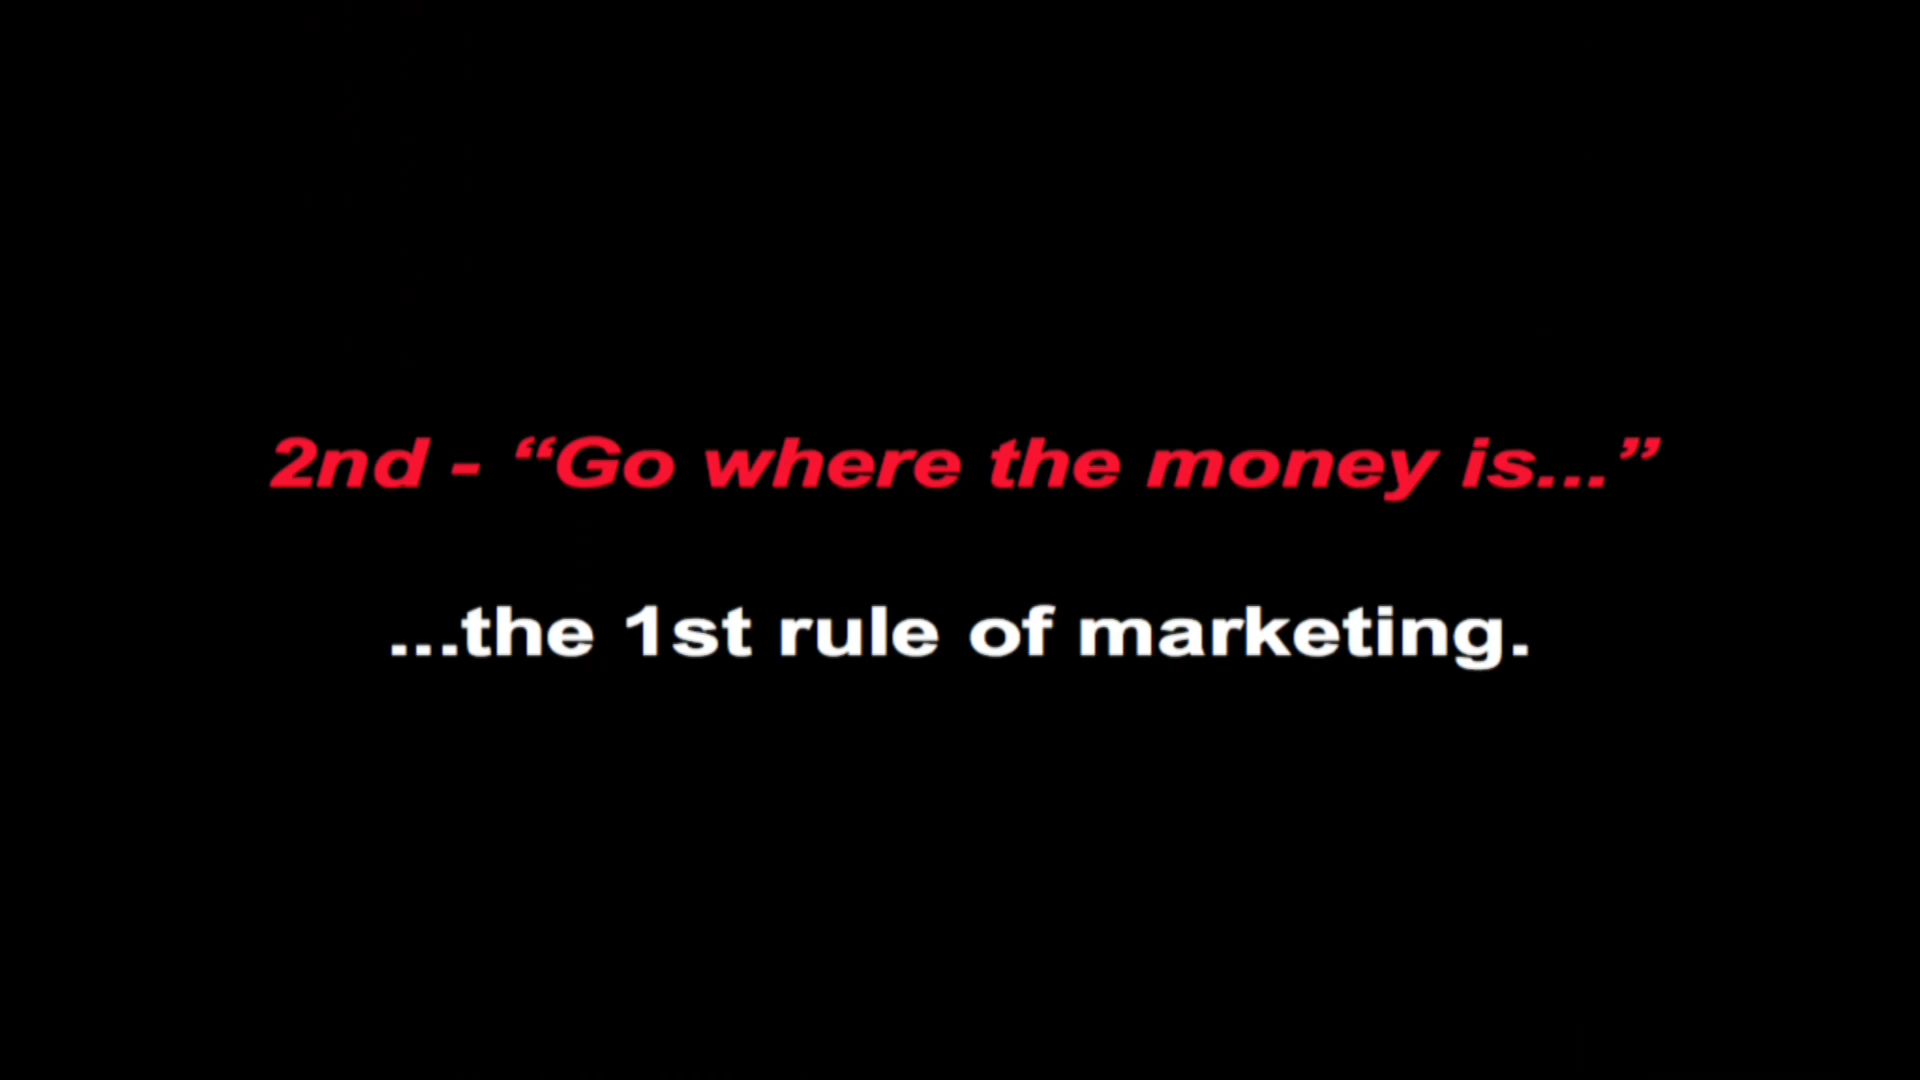 2nd - “Go where the money is...”
...the 1st rule of marketing.